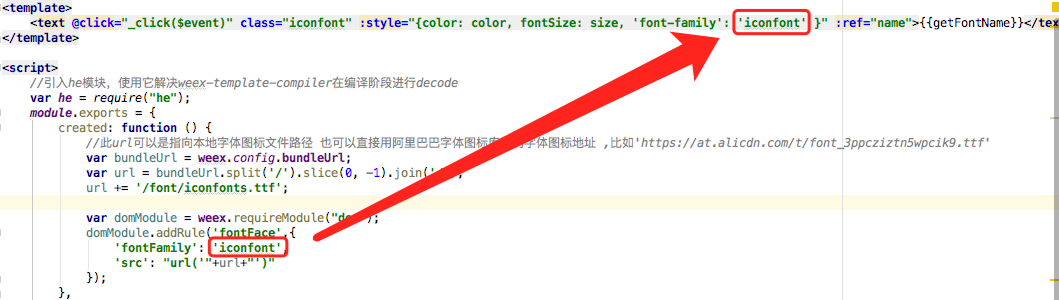 <template>
<text @click="_click($event)" class="iconfont" :style="{color: color, fontSize: size, 'font-family': 'iconfont' }" :ref="name">{{getFontName}}</tex
</template>
<script>
//引入he模块，使用它解决weex-template-compiler在编译阶段进行decode
var he = require("he");
module.exports = {
created: function () {
//此url可以是指向本地字体图标文件路径 也可以直接用阿里巴巴字体图标 字体图标地址 ,比如'https://at.alicdn.com/t/font_3ppcziztn5wpcik9.ttf'
var bundleUrl = weex.config.bundleUrl;
var url = bundleUrl.split('/').slice(0, -1).join(
url += '/font/iconfonts.ttf';
var domModule = weex.requireModule("d );
domModule.addRule('fontFace',{
'fontFamily': 'iconfont',
'src': "url('"+url+"')"
});
},